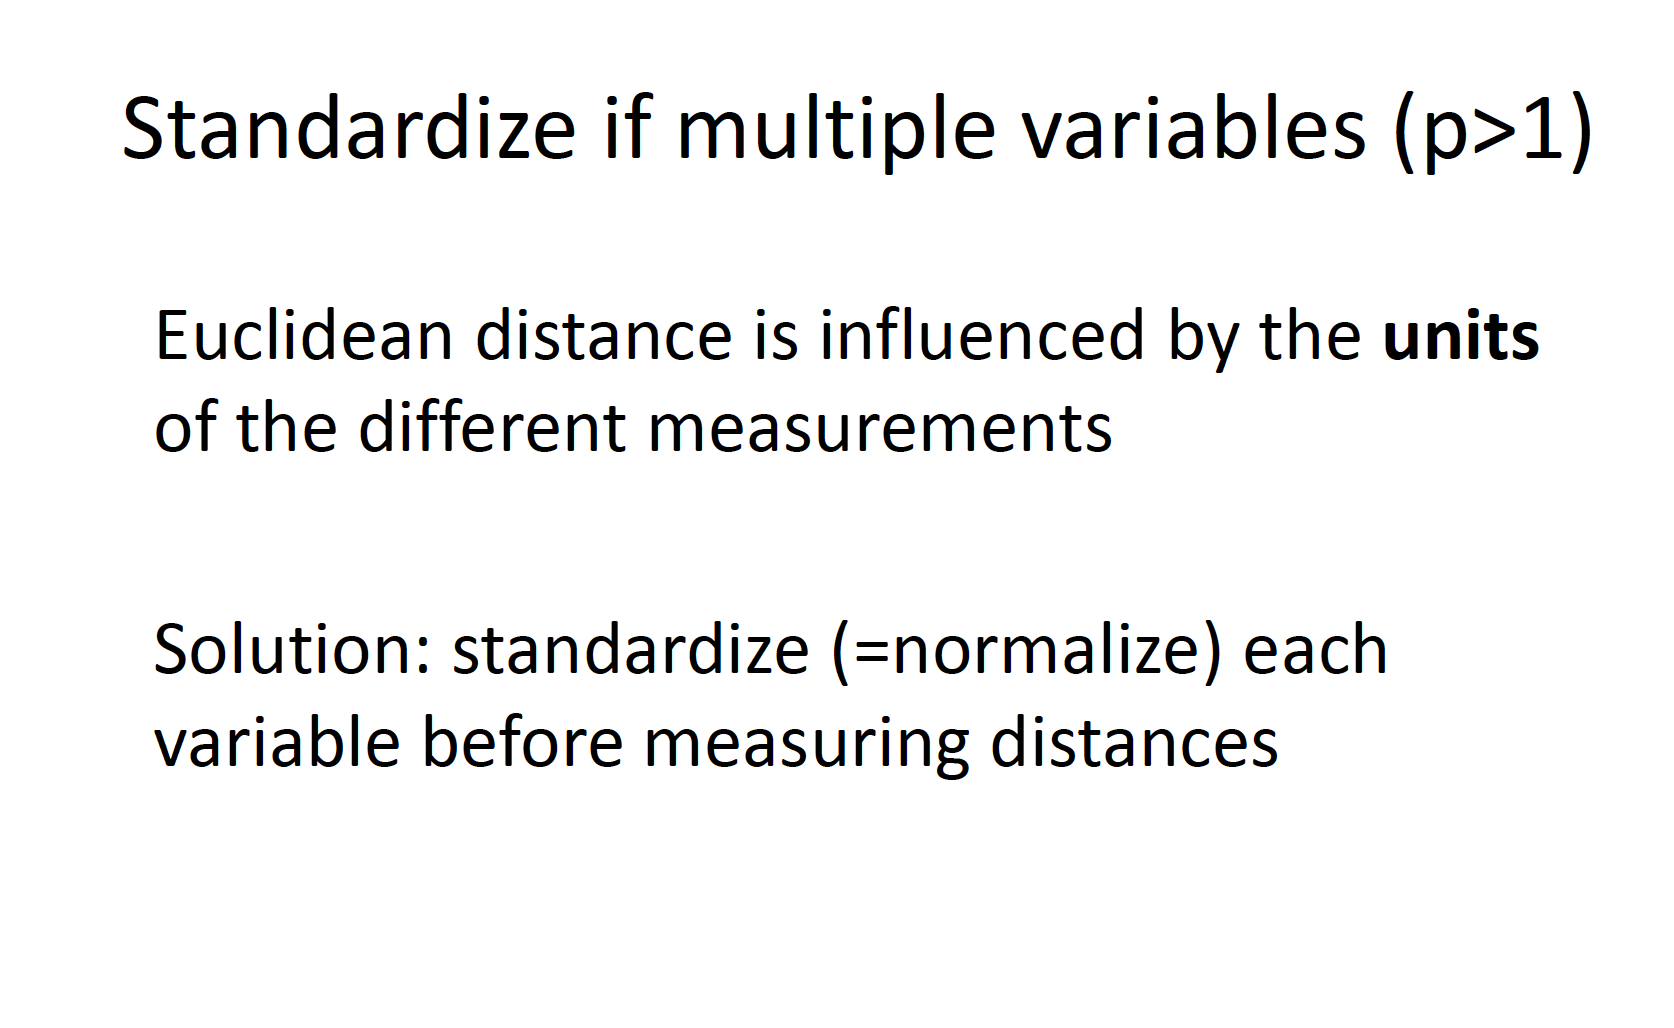 Standardize if multiple variables (p>1)
Euclidean distance is influenced by the units
of the different measurements
Solution: standardize (=normalize) each
variable before measuring distances